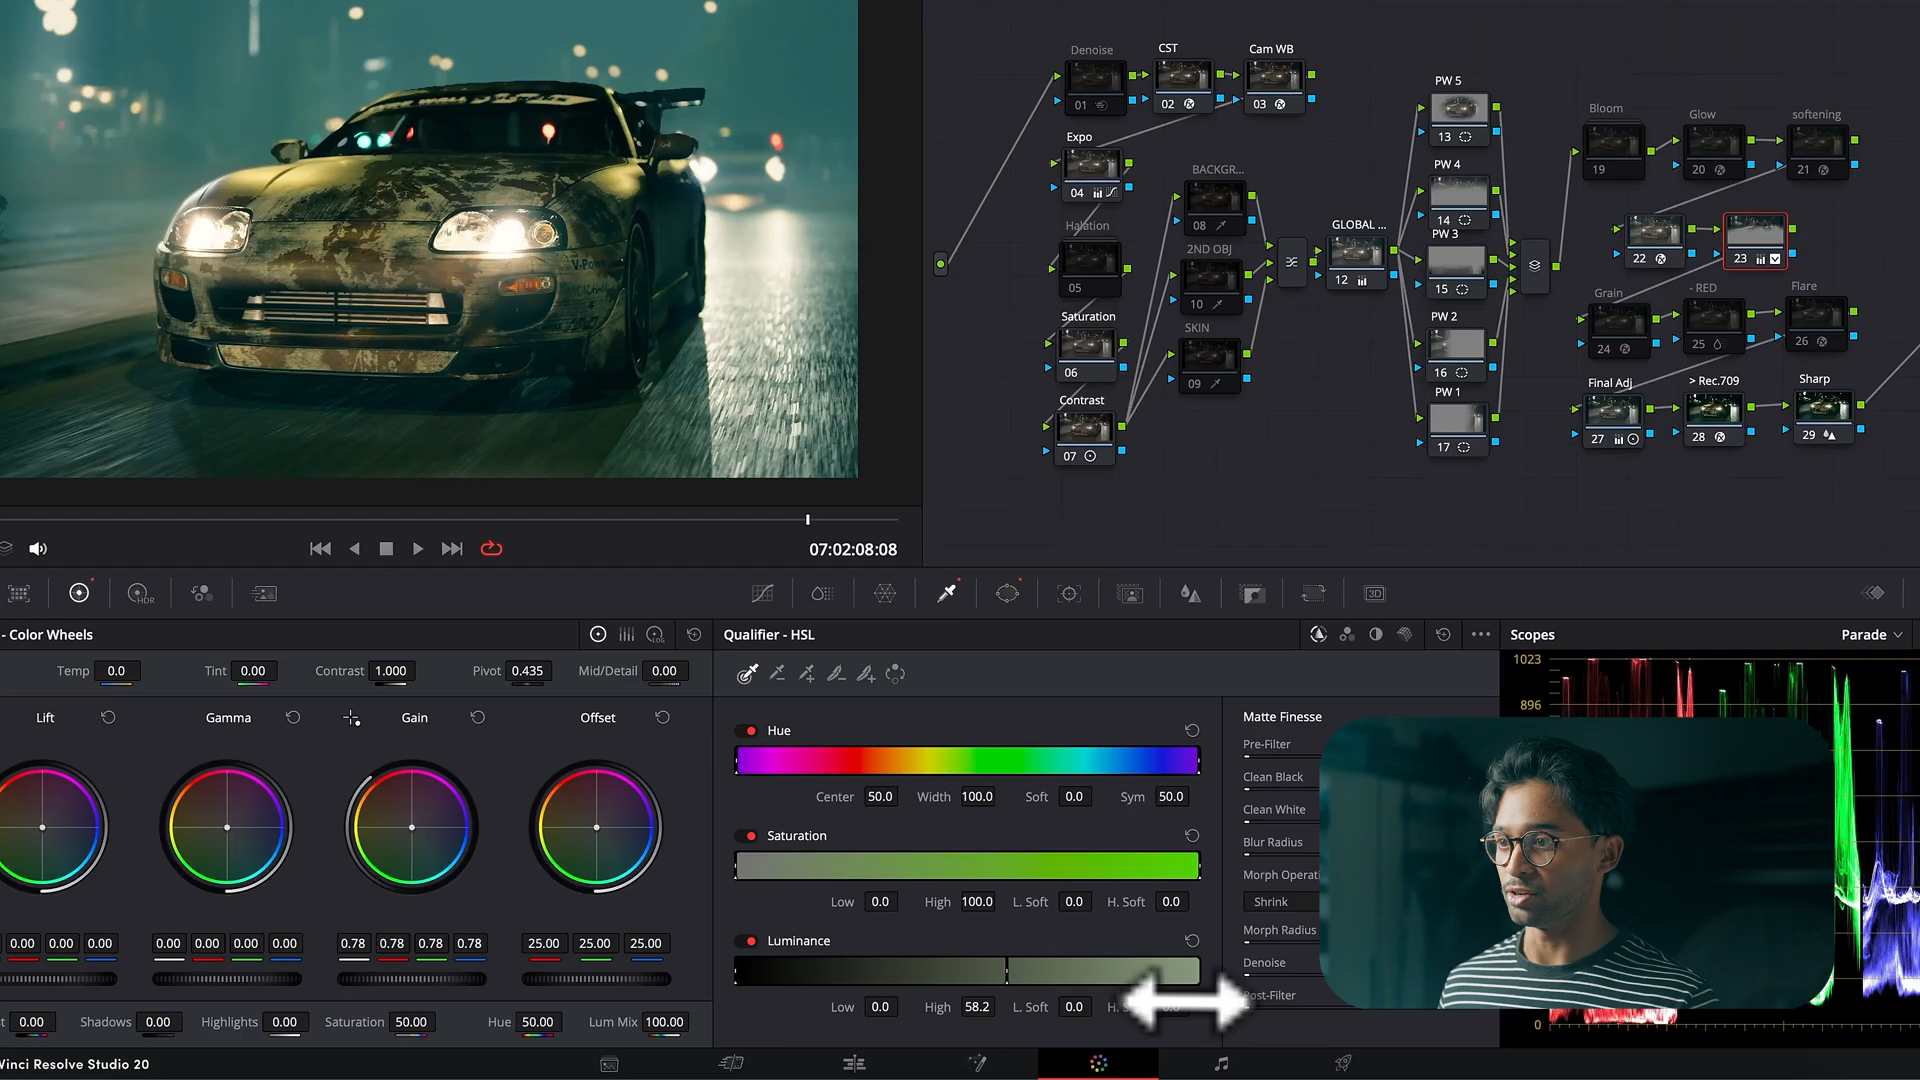 Denoise
CST
Cam WB
01
02
03
Expo
04
Halation
05
Saturation
06
Contrast
07
BACKGR...
08
2ND OBJ
10
SKIN
09
GLOBAL ...
12
PW 5
13
PW 4
14
PW 3
15
PW 2
16
PW 1
17
Bloom
Glow
softening
19
20
21
22
23
Grain
- RED
Flare
24
25
26
Final Adj
> Rec.709
Sharp
27
28
29
07:02:08:08
HDR
3D
- Color Wheels
LOG
Qualifier - HSL
Scopes
Parade
Temp 0.0
Tint 0.00
Contrast 1.000
Pivot 0.435
Mid/Detail 0.00
Lift
Gamma
Gain
Offset
0.00 0.00 0.00
0.00 0.00 0.00 0.00
0.78 0.78 0.78 0.78
25.00 25.00 25.00
0.00
Shadows 0.00
Highlights 0.00
Saturation 50.00
Hue 50.00
Lum Mix 100.00
Hue
Center 50.0 Width 100.0 Soft 0.0 Sym 50.0
Saturation
Low 0.0 High 100.0 L. Soft 0.0 H. Soft 0.0
Luminance
Low 0.0 High 58.2 L. Soft 0.0 H.
Matte Finesse
Pre-Filter
Clean Black
Clean White
Blur Radius
Morph Operati
Shrink
Morph Radius
Denoise
Post-Filter
1023
896
0
Vinci Resolve Studio 20